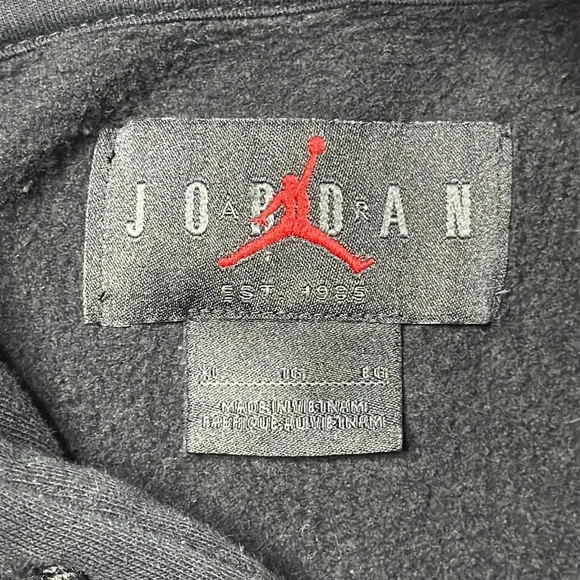 JORDAN
AIR
EST. 1985
XL TG EG
MADE IN VIETNAM
FABRIQUE AU VIETNAM